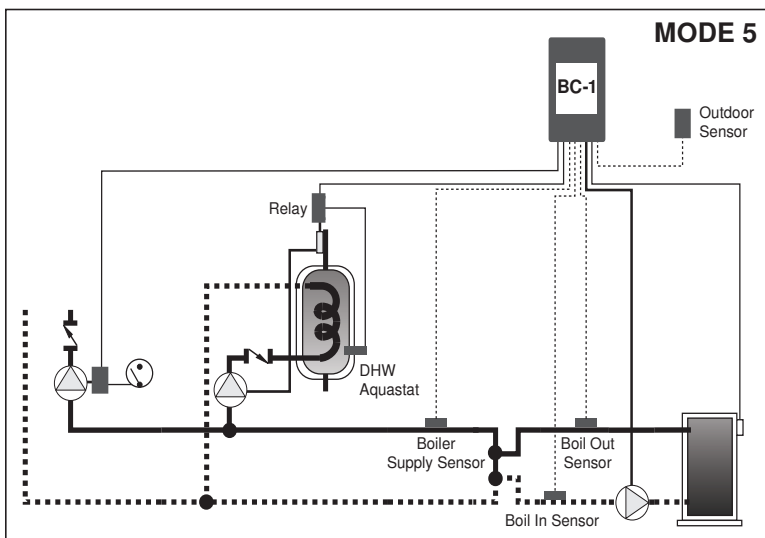 MODE 5
BC-1
Outdoor
Sensor
Relay
DHW
Aquastat
Boiler
Supply Sensor
Boil Out
Sensor
Boil In Sensor